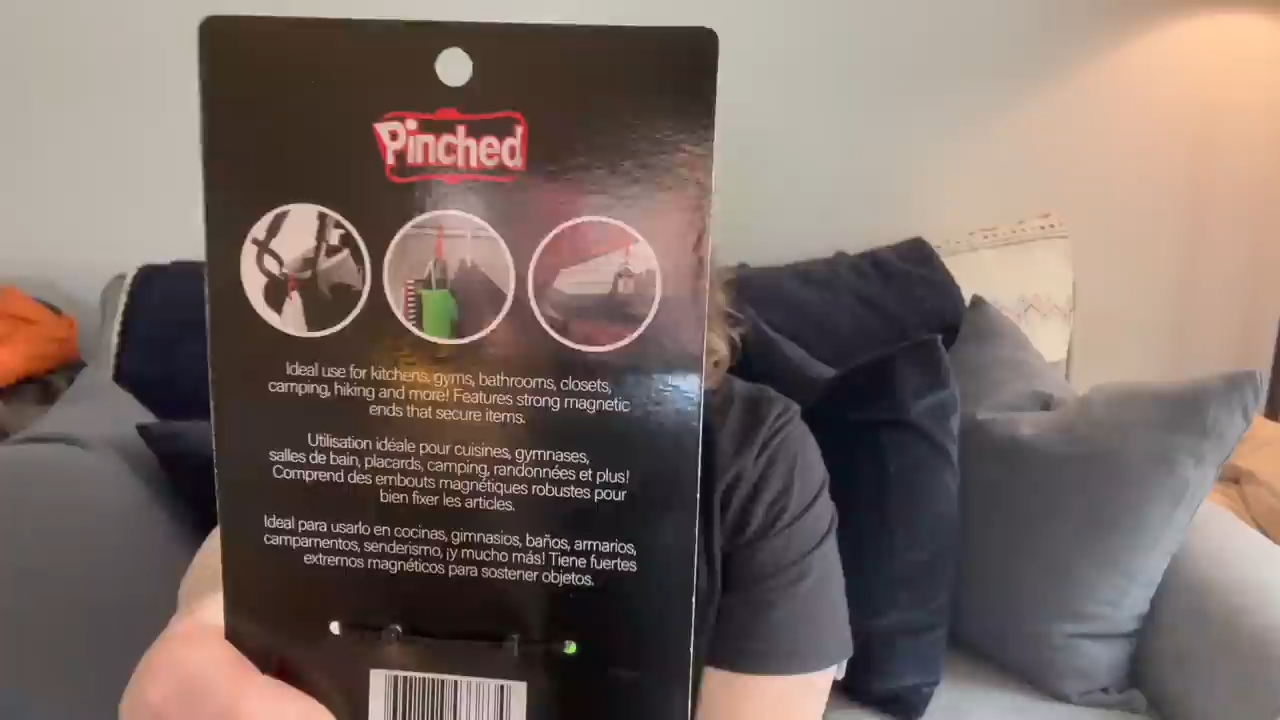 Pinched
Ideal use for kitchens, gyms, bathrooms, closets,
camping, hiking and more! Features strong magnetic
ends that secure items.
Utilisation idéale pour cuisines, gymnases,
salles de bain, placards, camping, randonnées et plus!
Comprend des embouts magnétiques robustes pour
bien fixer les articles.
Ideal para usarlo en cocinas, gimnasios, baños, armarios,
campamentos, senderismo, ¡y mucho más! Tiene fuertes
extremos magnéticos para sostener objetos.